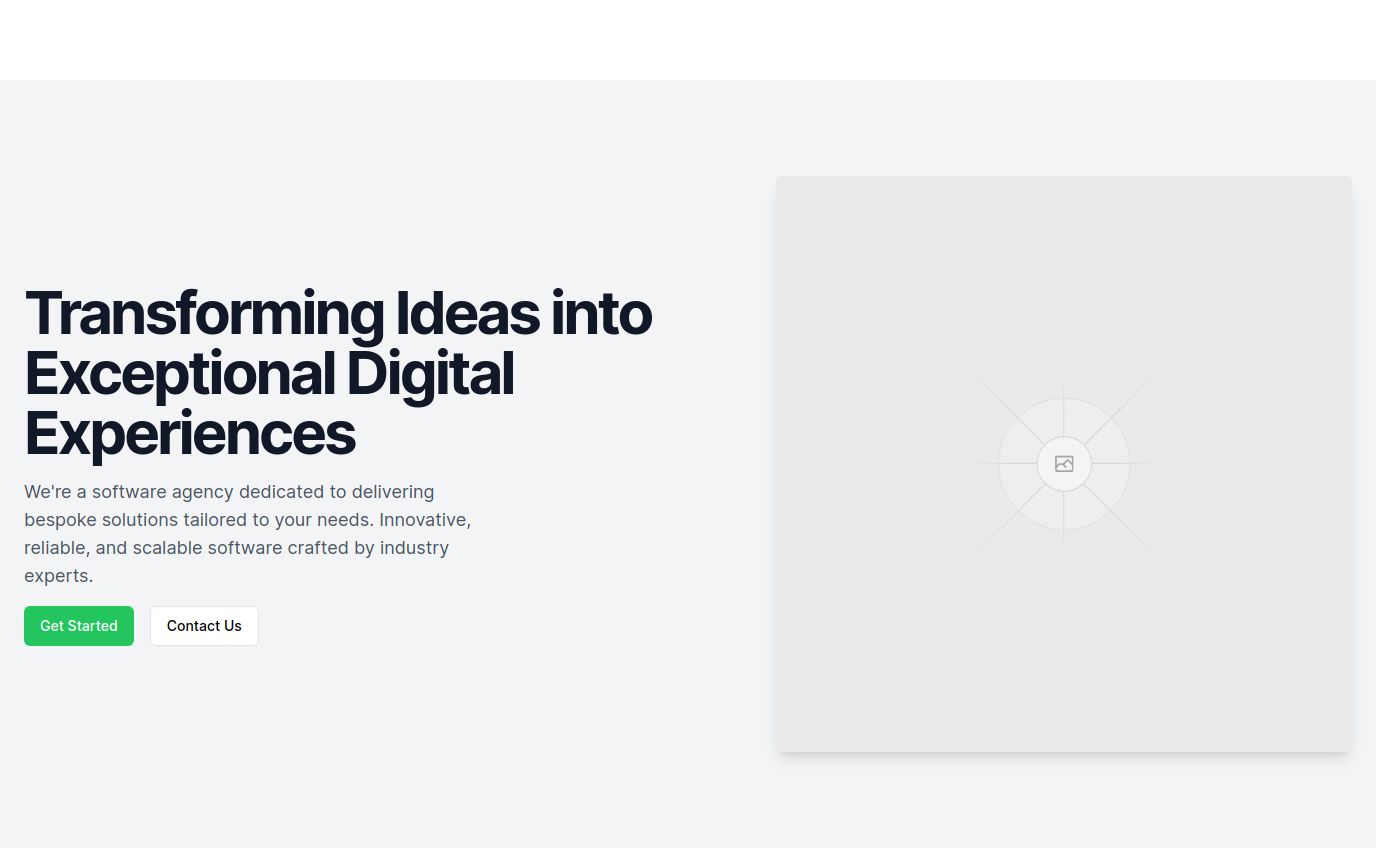 Transforming Ideas into
Exceptional Digital
Experiences
We're a software agency dedicated to delivering
bespoke solutions tailored to your needs. Innovative,
reliable, and scalable software crafted by industry
experts.
Get Started
Contact Us